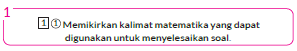 1
1 ① Memikirkan kalimat matematika yang dapat
digunakan untuk menyelesaikan soal.